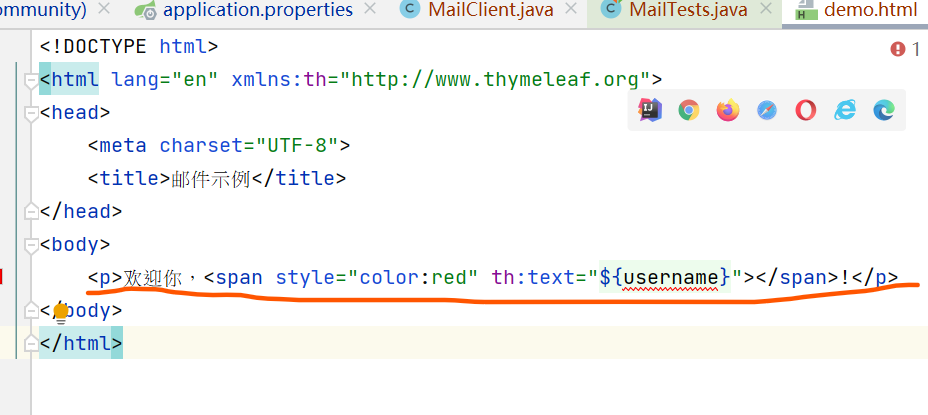 ommunity) application.properties MailClient.java MailTests.java demo.html
<!DOCTYPE html> 1
<html lang="en" xmlns:th="http://www.thymeleaf.org">
<head>
<meta charset="UTF-8">
<title>邮件示例</title>
</head>
<body>
<p>欢迎你，<span style="color:red" th:text="${username}"></span>!</p>
</body>
</html>